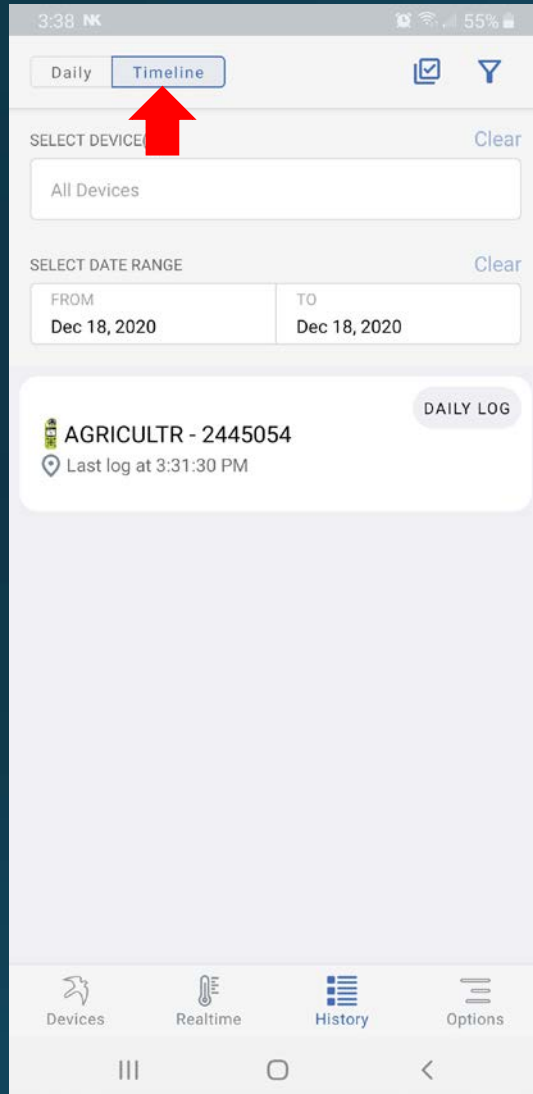 3:38 NK 55%
Daily Timeline
SELECT DEVICE( Clear
All Devices
SELECT DATE RANGE Clear
FROM TO
Dec 18, 2020 Dec 18, 2020
DAILY LOG
AGRICULTR - 2445054
Last log at 3:31:30 PM
Devices Realtime History Options